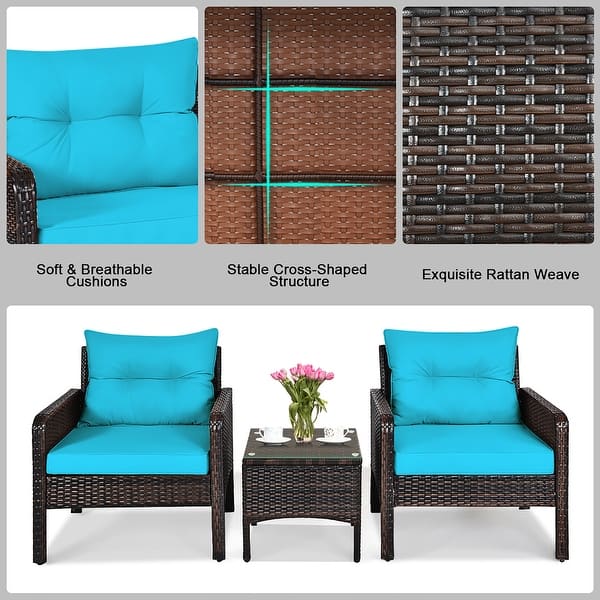 Soft & Breathable
Cushions
Stable Cross-Shaped
Structure
Exquisite Rattan Weave